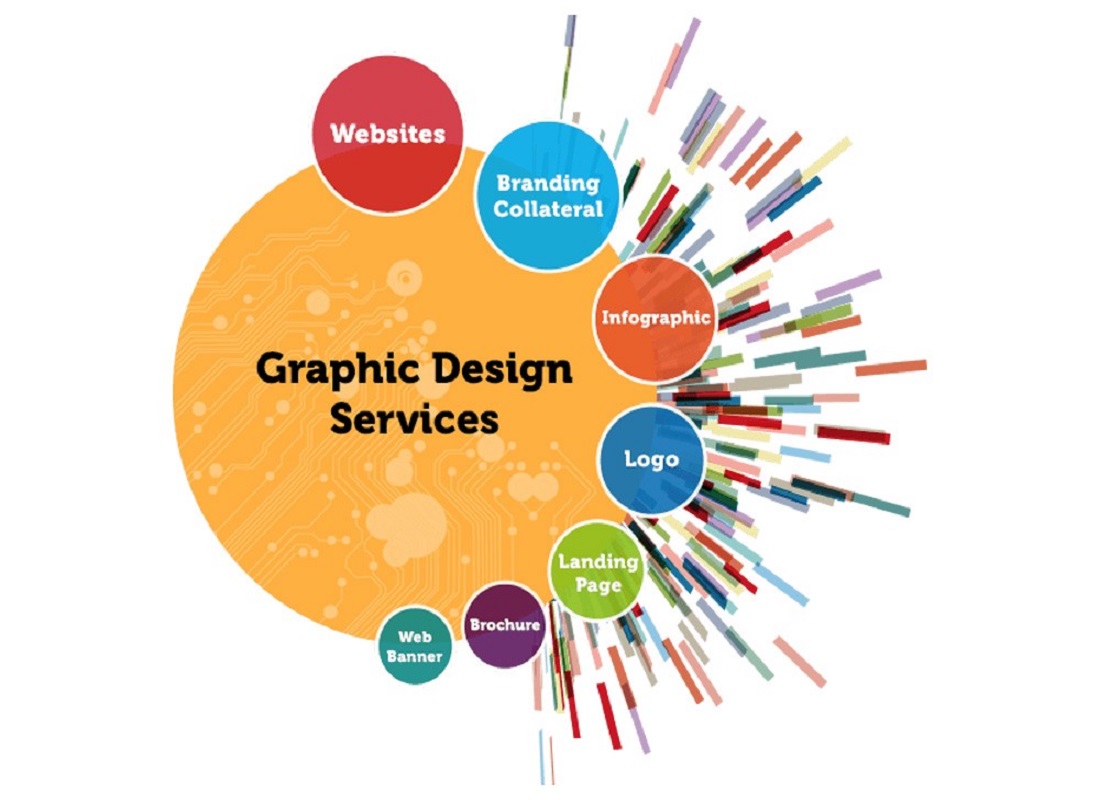 Websites
Branding
Collateral
Infographic
Graphic Design
Services
Logo
Landing
Page
Brochure
Web
Banner